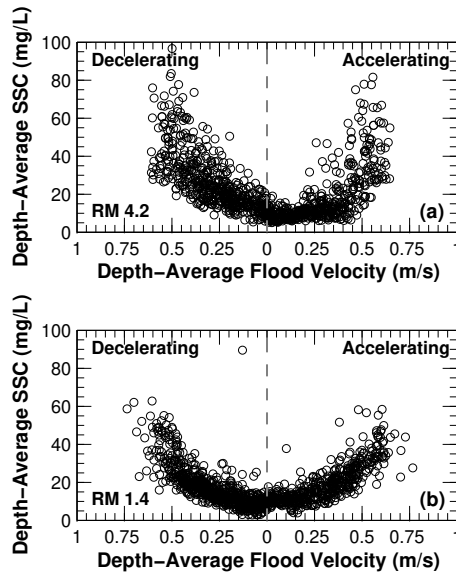 Depth−Average SSC (mg/L)
100
80
60
40
20
0
Decelerating
Accelerating
RM 4.2
(a)
1 0.75 0.5 0.25 0 0.25 0.5 0.75 1
Depth−Average Flood Velocity (m/s)
Depth−Average SSC (mg/L)
100
80
60
40
20
0
Decelerating
Accelerating
RM 1.4
(b)
1 0.75 0.5 0.25 0 0.25 0.5 0.75 1
Depth−Average Flood Velocity (m/s)